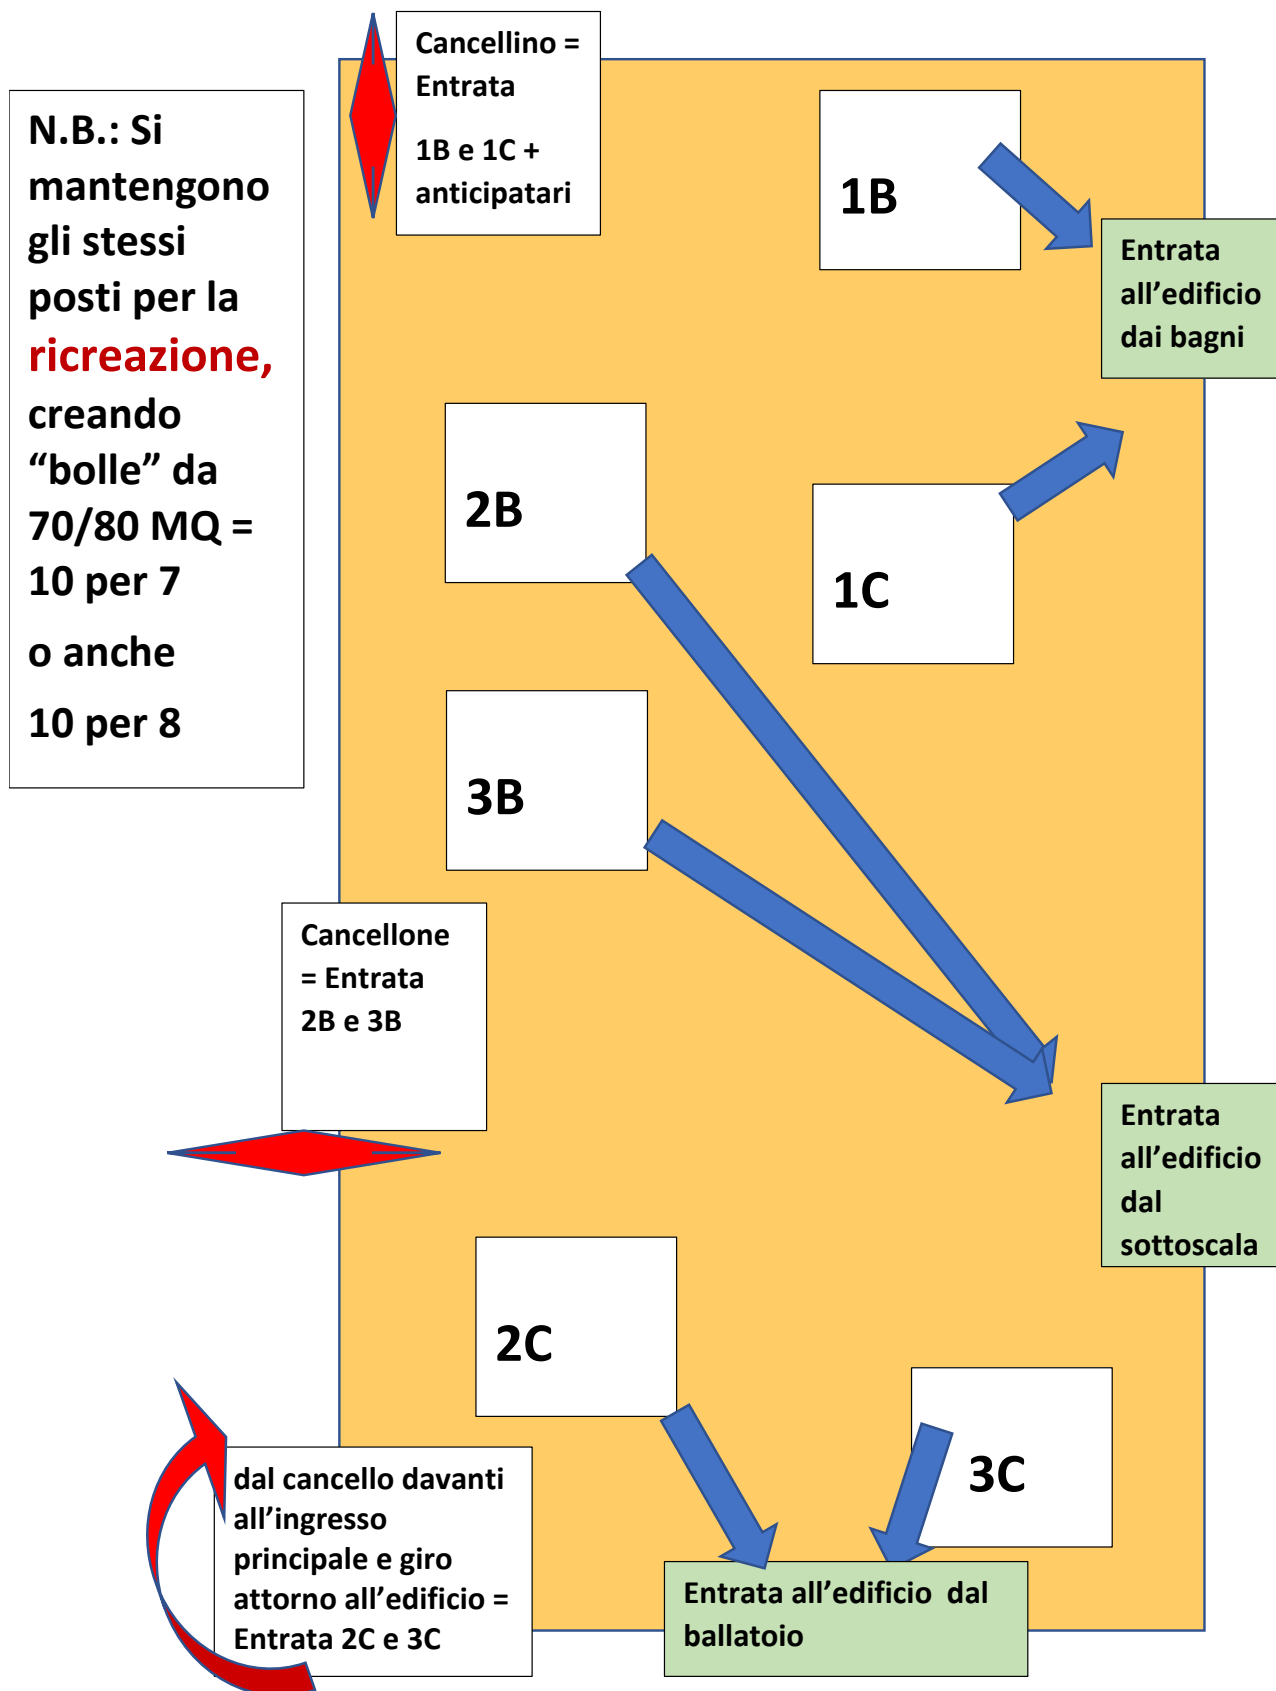 Cancellino =
Entrata
1B e 1C +
anticipatari
N.B.: Si
mantengono
gli stessi
posti per la
ricreazione,
creando
“bolle” da
70/80 MQ =
10 per 7
o anche
10 per 8
1B
Entrata
all’edificio
dai bagni
2B
1C
3B
Cancellone
= Entrata
2B e 3B
Entrata
all’edificio
dal
sottoscala
2C
3C
dal cancello davanti
all’ingresso
principale e giro
attorno all’edificio =
Entrata 2C e 3C
Entrata all’edificio  dal
ballatoio